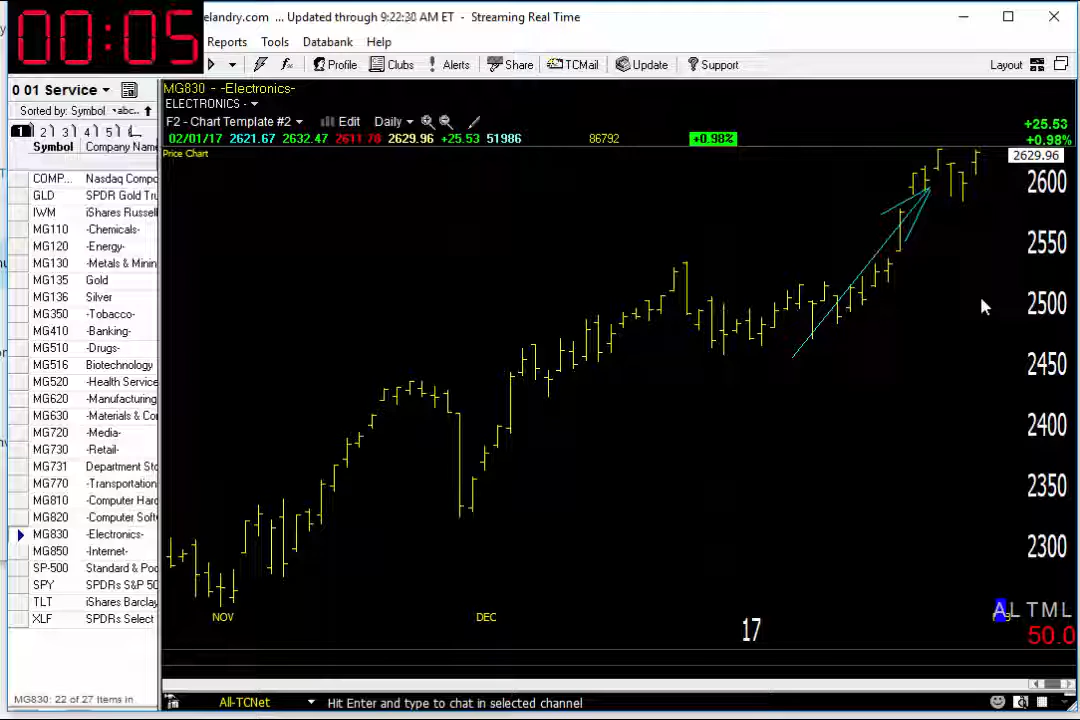 00:05
elandry.com ... Updated through 9:22:30 AM ET - Streaming Real Time
Reports Tools Databank Help
Profile Clubs Alerts Share TCMail Update Support Layout
0 01 Service
Sorted by: Symbol
1 2 3 4 5
Symbol Company Name
COMP... Nasdaq Compo
GLD SPDR Gold Tru
IWM iShares Russell
MG110 -Chemicals-
MG120 -Energy-
MG130 -Metals & Minin
MG135 Gold
MG136 Silver
MG350 -Tobacco-
MG410 -Banking-
MG510 -Drugs-
MG516 Biotechnology
MG520 -Health Service
MG620 -Manufacturing
MG630 -Materials & Co
MG720 -Media-
MG730 -Retail-
MG731 Department Sto
MG770 -Transportation
MG810 -Computer Hard
MG820 -Computer Soft
MG830 -Electronics-
MG850 -Internet-
SP-500 Standard & Poo
SPY SPDRs S&P 50
TLT iShares Barclay
XLF SPDRs Select
MG830: 22 of 27 Items in
MG830 - -Electronics-
ELECTRONICS -
F2 - Chart Template #2 Edit Daily
02/01/17 2621.67 2632.47 2611.78 2629.96 +25.53 51986 86792 +0.98%
+25.53
+0.98%
Price Chart
2629.96
2600
2550
2500
2450
2400
2350
2300
NOV DEC 17
A L T M L
50.0
All-TCNet Hit Enter and type to chat in selected channel